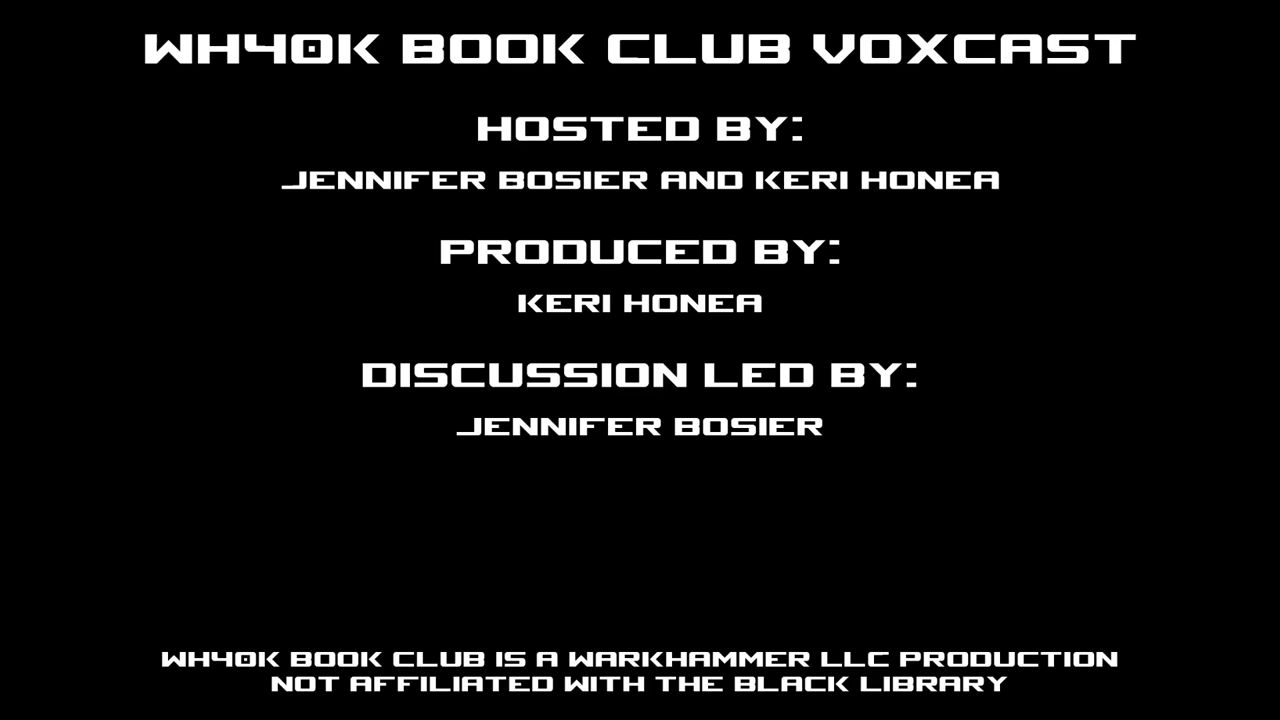 WH40K BOOK CLUB VOXCAST
HOSTED BY:
JENNIFER BOSIER AND KERI HONEA
PRODUCED BY:
KERI HONEA
DISCUSSION LED BY:
JENNIFER BOSIER
WH40K BOOK CLUB IS A WARKHAMMER LLC PRODUCTION
NOT AFFILIATED WITH THE BLACK LIBRARY